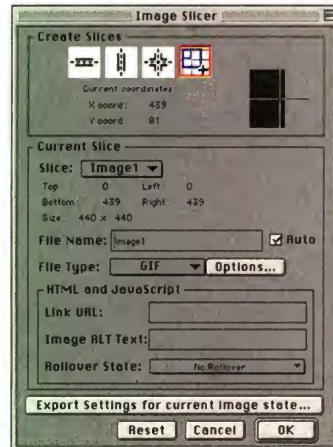 Image Slicer
Create Slices
Current coordinates
X coord: 439
Y coord 81
Current Slice
Slice: Image1
Top 0 Left 0
Bottom: 439 Right: 439
Size: 440 x 440
File Name: Image1 Auto
File Type: GIF Options...
HTML and JavaScript
Link URL:
Image ALT Text:
Rollover State: No Rollover
Export Settings for current image state...
Reset Cancel OK